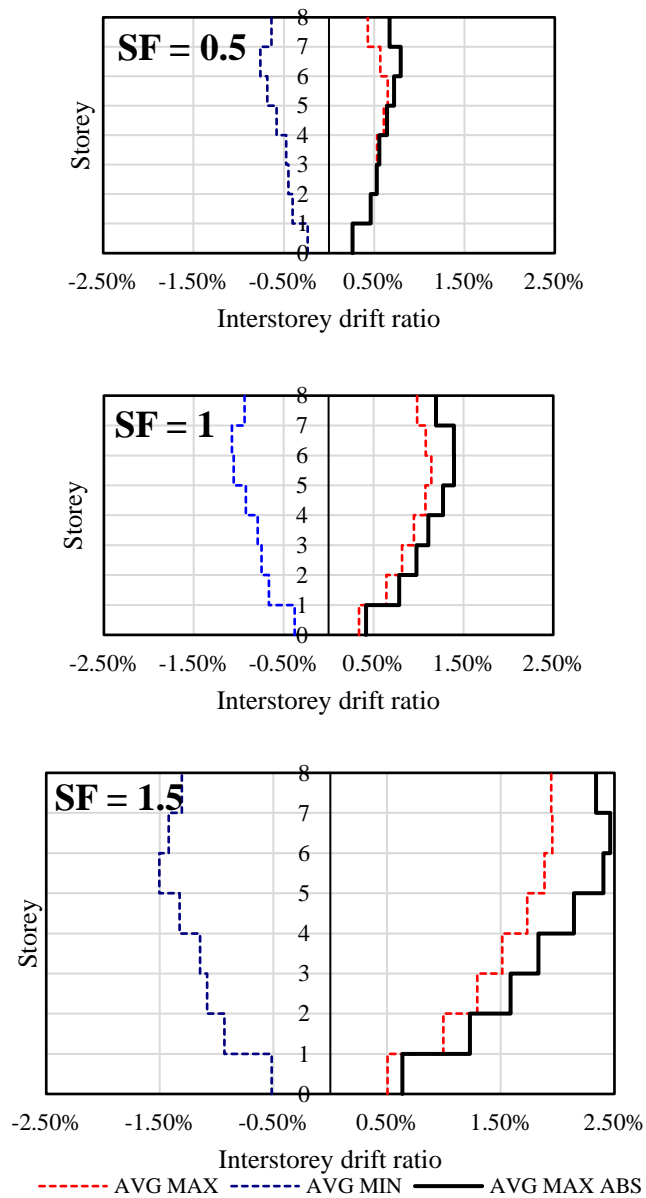 SF = 0.5
8
7
6
5
4
3
2
1
0
Storey
-2.50% -1.50% -0.50% 0.50% 1.50% 2.50%
Interstorey drift ratio
SF = 1
8
7
6
5
4
3
2
1
0
Storey
-2.50% -1.50% -0.50% 0.50% 1.50% 2.50%
Interstorey drift ratio
SF = 1.5
8
7
6
5
4
3
2
1
0
Storey
-2.50% -1.50% -0.50% 0.50% 1.50% 2.50%
Interstorey drift ratio
AVG MAX AVG MIN AVG MAX ABS